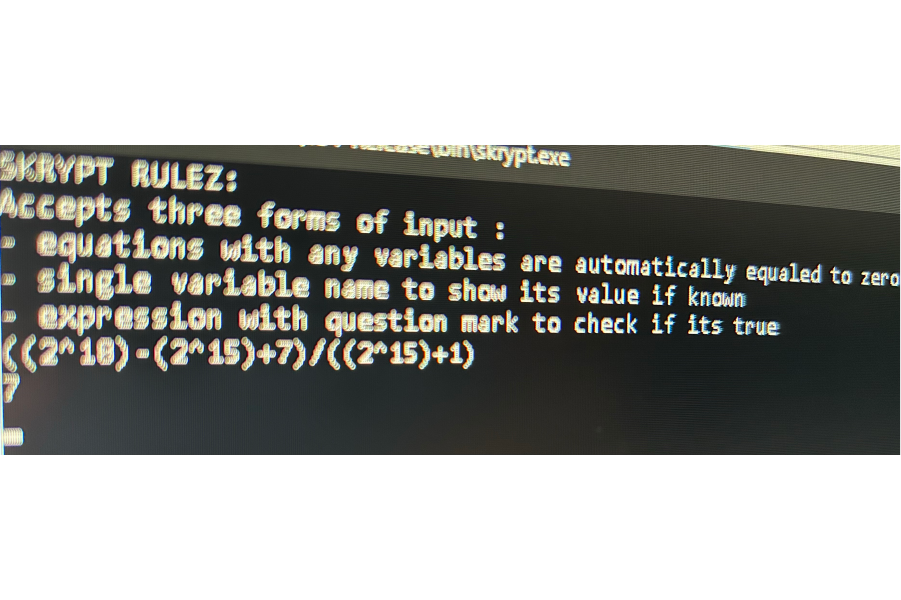 \bin\skrypt.exe
SKRYPT RULEZ:
Accepts three forms of input :
- equations with any variables are automatically equaled to zero
- single variable name to show its value if known
- expression with question mark to check if its true
((2^18)-(2^15)+7)/((2^15)+1)
7